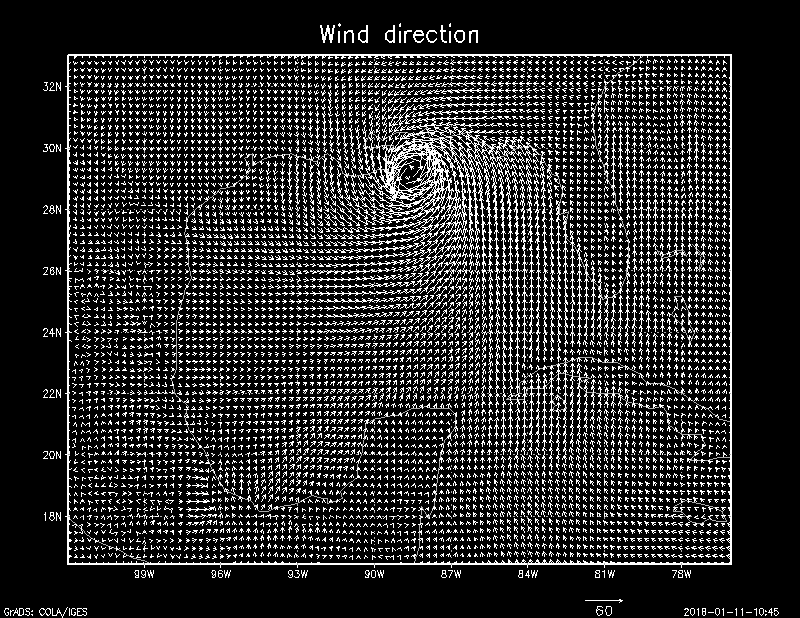 Wind direction
32N
30N
28N
26N
24N
22N
20N
18N
99W 96W 93W 90W 87W 84W 81W 78W
60
GrADS: COLA/IGES 2018-01-11-10:45